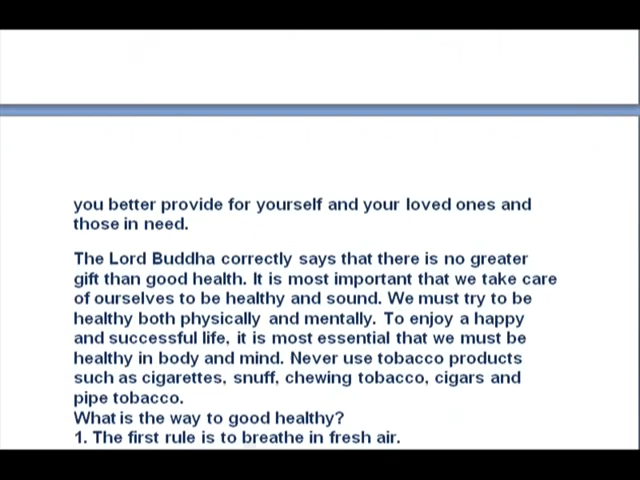 you better provide for yourself and your loved ones and
those in need.
The Lord Buddha correctly says that there is no greater
gift than good health. It is most important that we take care
of ourselves to be healthy and sound. We must try to be
healthy both physically and mentally. To enjoy a happy
and successful life, it is most essential that we must be
healthy in body and mind. Never use tobacco products
such as cigarettes, snuff, chewing tobacco, cigars and
pipe tobacco.
What is the way to good healthy?
1. The first rule is to breathe in fresh air.